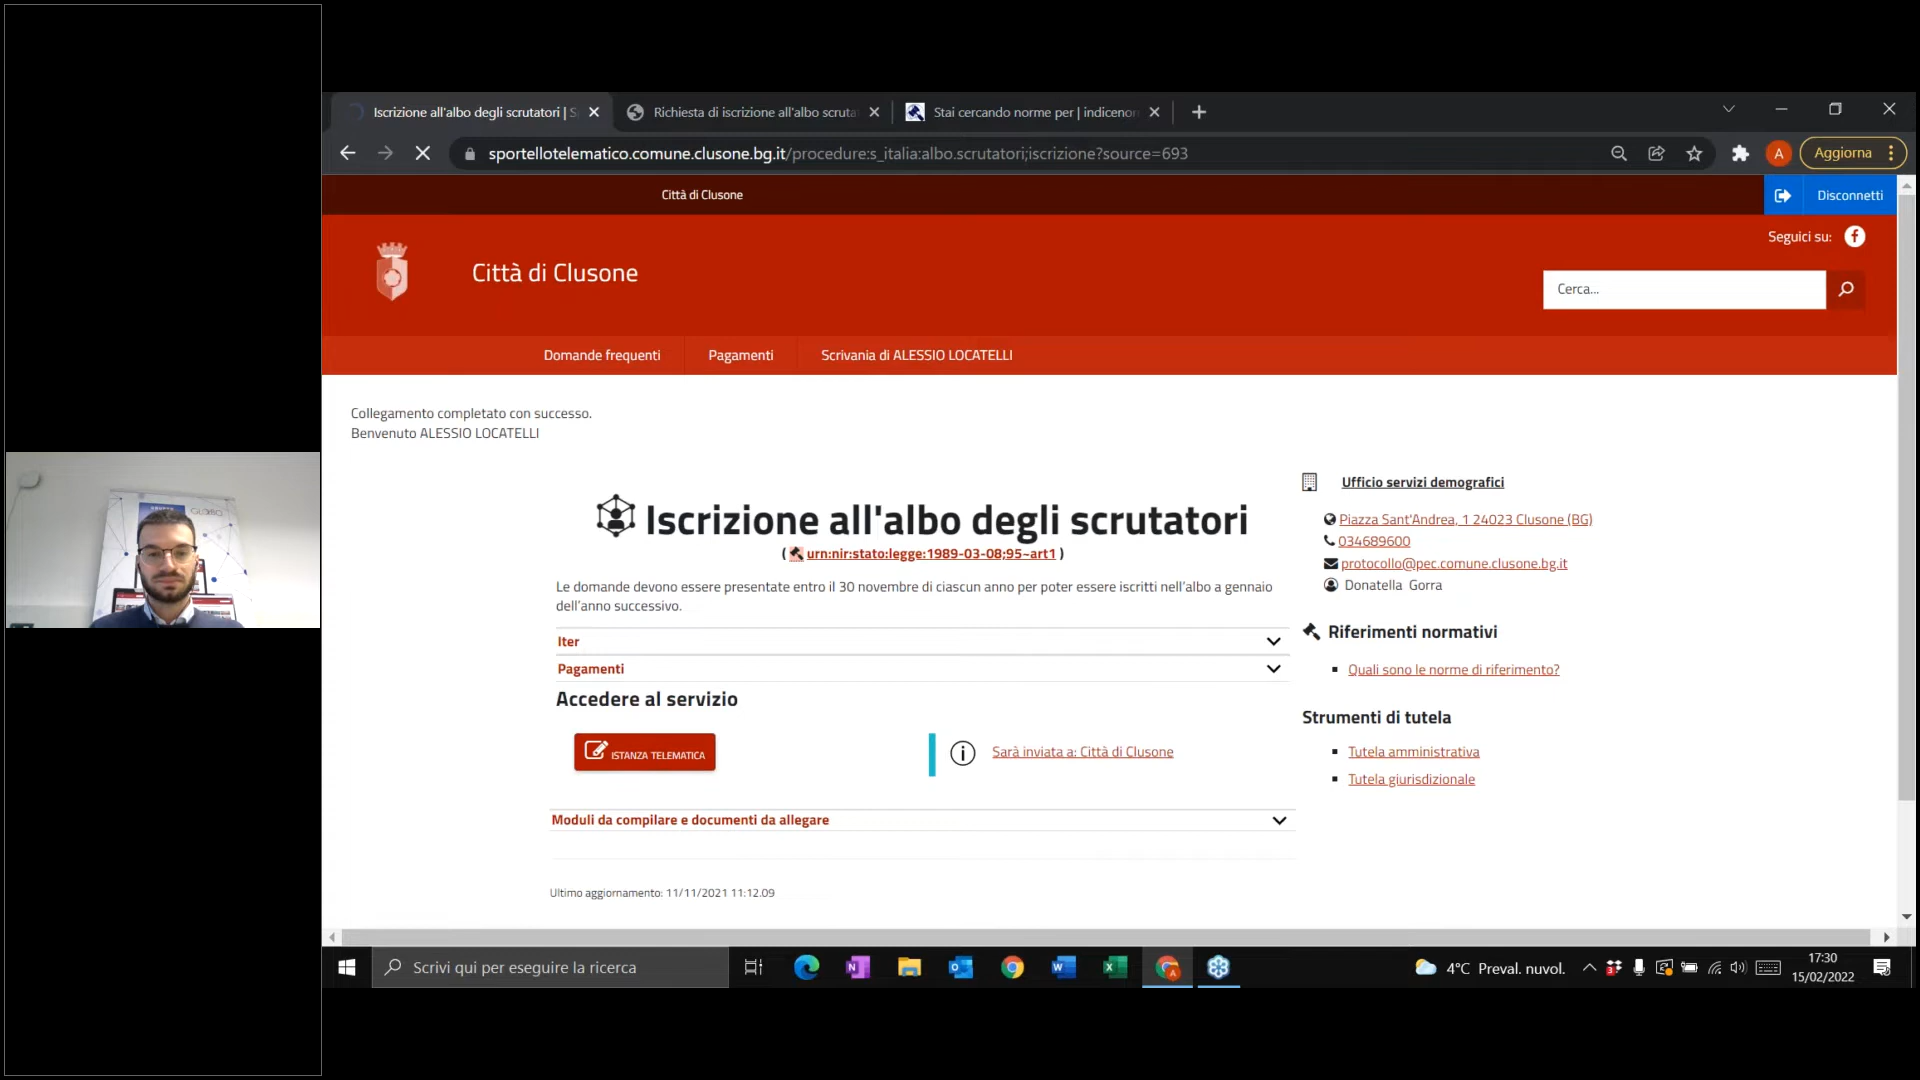 Iscrizione all'albo degli scrutatori | S
Richiesta di iscrizione all'albo scruta
Stai cercando norme per | indicenor
sportellotelematico.comune.clusone.bg.it/procedure:s_italia:albo.scrutatori;iscrizione?source=693
A
Aggiorna
Città di Clusone
Disconnetti
Seguici su:
Città di Clusone
Cerca...
Domande frequenti
Pagamenti
Scrivania di ALESSIO LOCATELLI
Collegamento completato con successo.
Benvenuto ALESSIO LOCATELLI
Iscrizione all'albo degli scrutatori
( urn:nir:stato:legge:1989-03-08;95~art1 )
Le domande devono essere presentate entro il 30 novembre di ciascun anno per poter essere iscritti nell'albo a gennaio
dell'anno successivo.
Iter
Pagamenti
Accedere al servizio
ISTANZA TELEMATICA
Sarà inviata a: Città di Clusone
Moduli da compilare e documenti da allegare
Ultimo aggiornamento: 11/11/2021 11:12.09
Ufficio servizi demografici
Piazza Sant'Andrea, 1 24023 Clusone (BG)
034689600
protocollo@pec.comune.clusone.bg.it
Donatella Gorra
Riferimenti normativi
Quali sono le norme di riferimento?
Strumenti di tutela
Tutela amministrativa
Tutela giurisdizionale
Scrivi qui per eseguire la ricerca
4°C Preval. nuvol.
17:30
15/02/2022